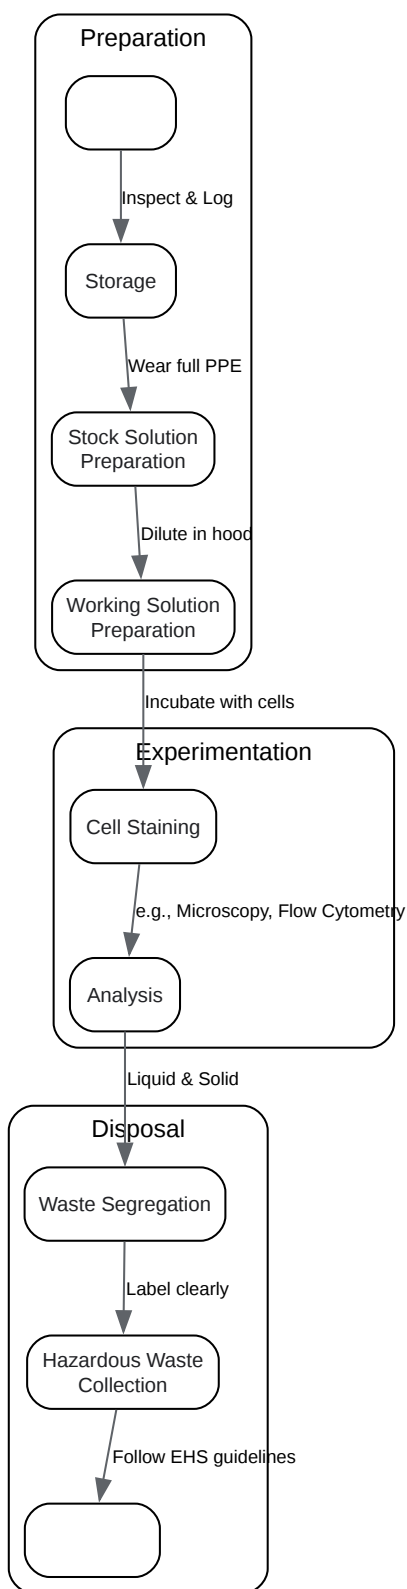 Preparation
Inspect & Log
Storage
Wear full PPE
Stock Solution
Preparation
Dilute in hood
Working Solution
Preparation
Incubate with cells
Experimentation
Cell Staining
e.g., Microscopy, Flow Cytometry
Analysis
Liquid & Solid
Disposal
Waste Segregation
Label clearly
Hazardous Waste
Collection
Follow EHS guidelines